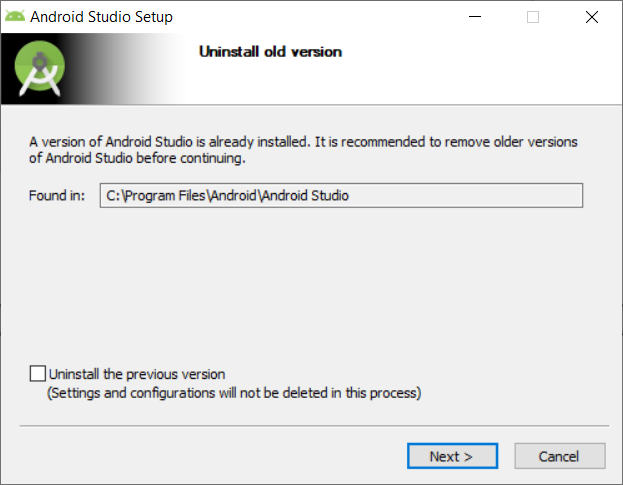 Android Studio Setup
Uninstall old version
A version of Android Studio is already installed. It is recommended to remove older versions
of Android Studio before continuing.
Found in: C:\Program Files\Android\Android Studio
Uninstall the previous version
(Settings and configurations will not be deleted in this process)
Next > Cancel